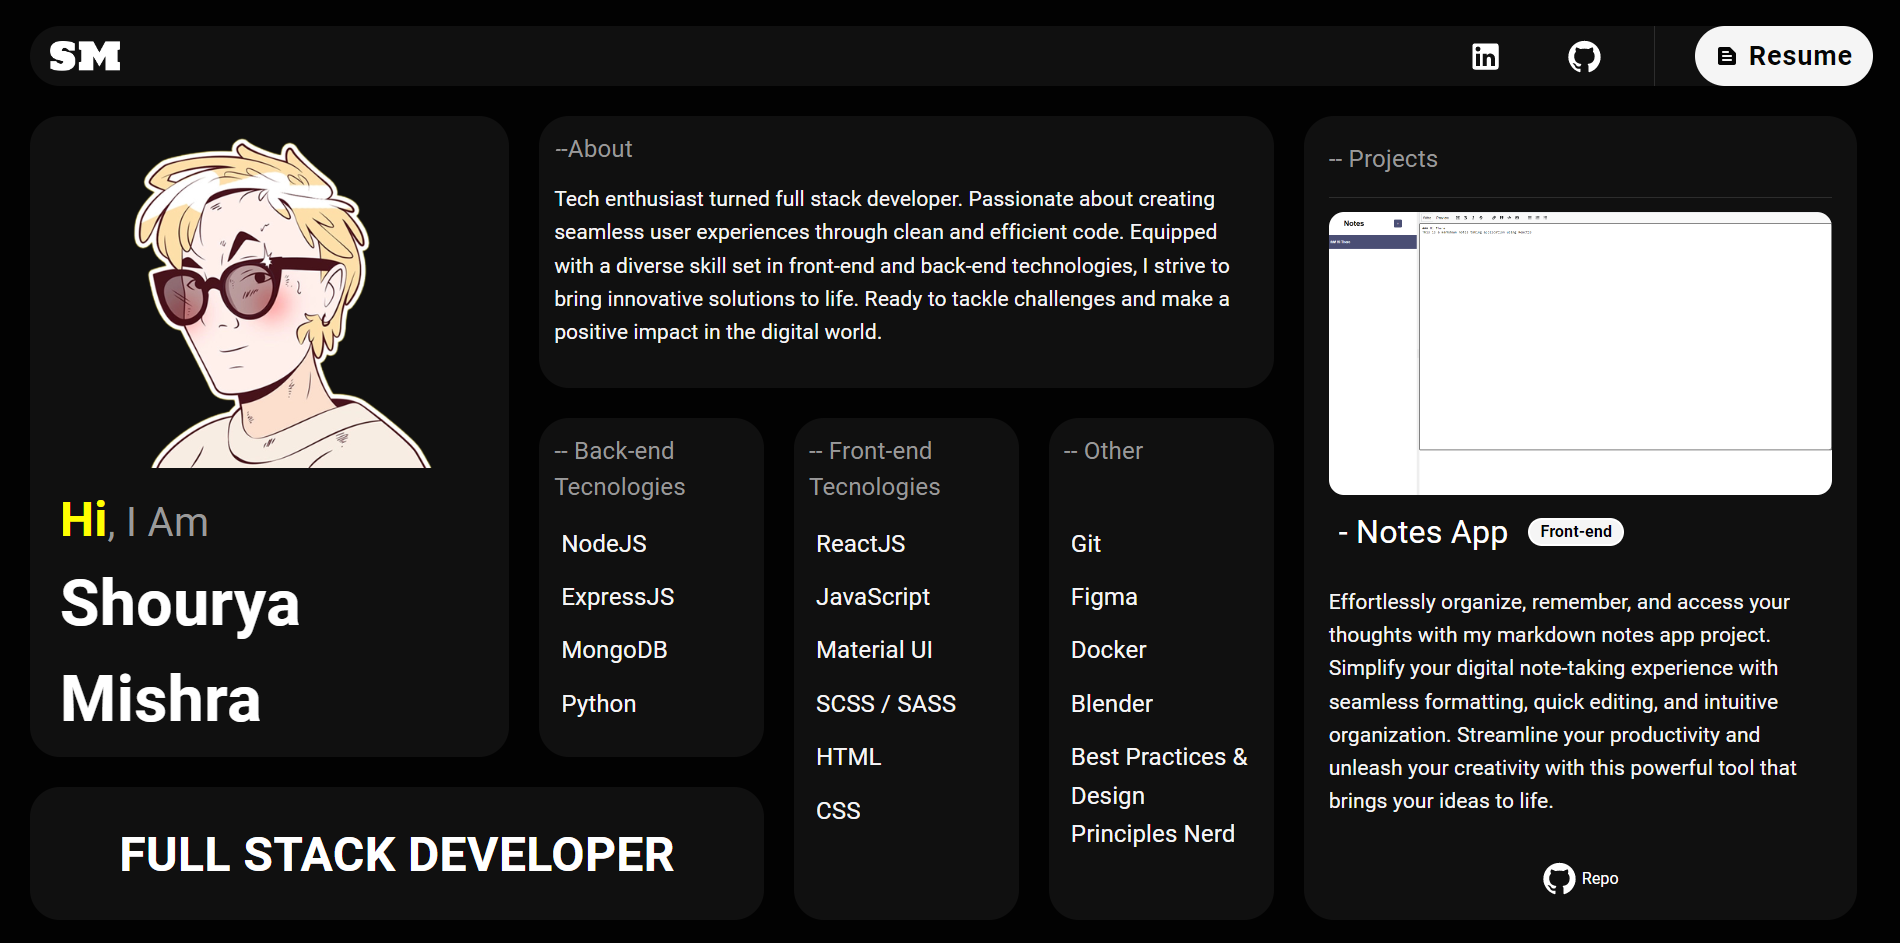 SM
in
Resume
Hi, I Am
Shourya
Mishra
FULL STACK DEVELOPER
--About
Tech enthusiast turned full stack developer. Passionate about creating
seamless user experiences through clean and efficient code. Equipped
with a diverse skill set in front-end and back-end technologies, I strive to
bring innovative solutions to life. Ready to tackle challenges and make a
positive impact in the digital world.
-- Back-end
Tecnologies
NodeJS
ExpressJS
MongoDB
Python
-- Front-end
Tecnologies
ReactJS
JavaScript
Material UI
SCSS / SASS
HTML
CSS
-- Other
Git
Figma
Docker
Blender
Best Practices &
Design
Principles Nerd
-- Projects
Notes
- Notes App
Front-end
Effortlessly organize, remember, and access your
thoughts with my markdown notes app project.
Simplify your digital note-taking experience with
seamless formatting, quick editing, and intuitive
organization. Streamline your productivity and
unleash your creativity with this powerful tool that
brings your ideas to life.
Repo